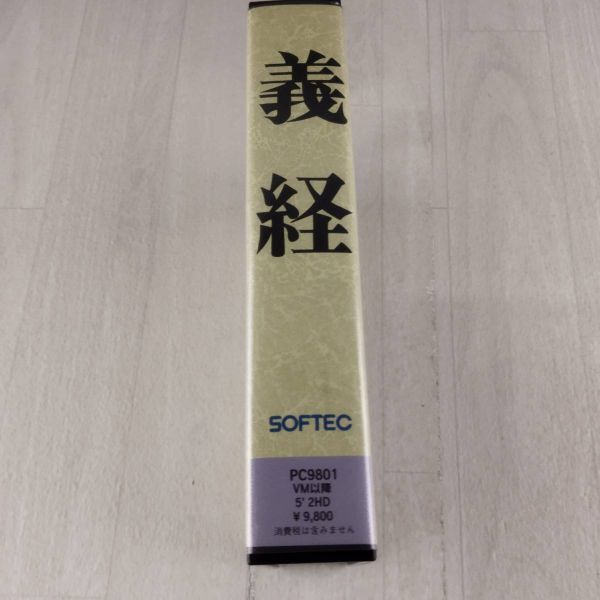 義経
SOFTEC
PC9801
VM以降
5' 2HD
¥9,800
消費税は含みません